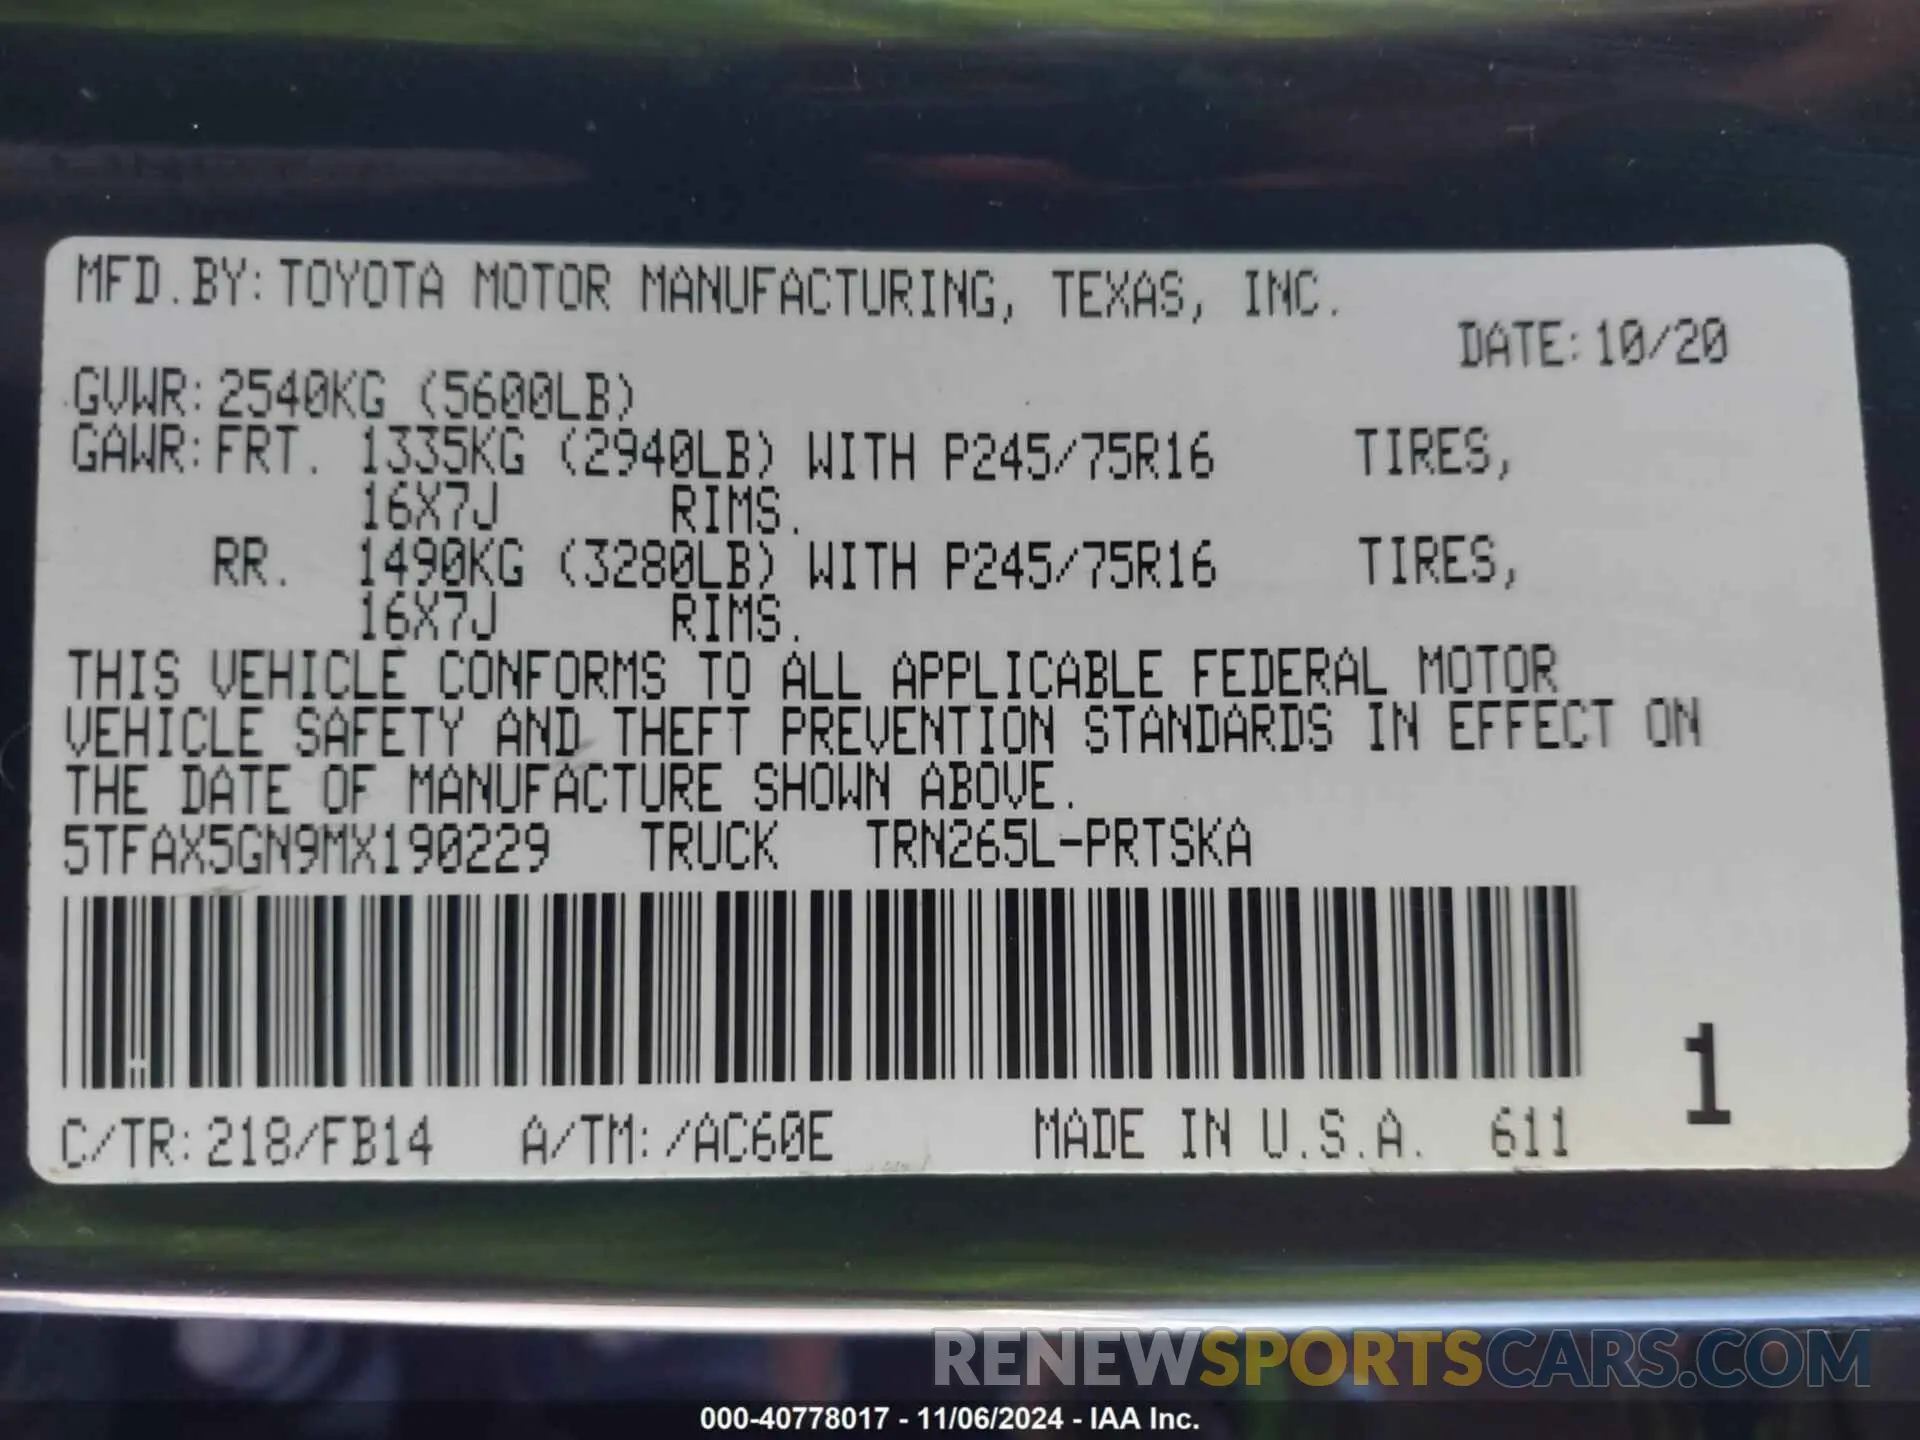 MFD.BY:TOYOTA MOTOR MANUFACTURING, TEXAS, INC.
DATE:10/20
GVWR:2540KG (5600LB)
GAWR:FRT. 1335KG (2940LB) WITH P245/75R16 TIRES,
16X7J RIMS.
RR. 1490KG (3280LB) WITH P245/75R16 TIRES,
16X7J RIMS.
THIS VEHICLE CONFORMS TO ALL APPLICABLE FEDERAL MOTOR
VEHICLE SAFETY AND THEFT PREVENTION STANDARDS IN EFFECT ON
THE DATE OF MANUFACTURE SHOWN ABOVE.
5TFAX5GN9MX190229 TRUCK TRN265L-PRTSKA
1
C/TR:218/FB14 A/TM:/AC60E MADE IN U.S.A. 611
RENEWSPORTSCARS.COM
000-40778017 - 11/06/2024 - IAA Inc.